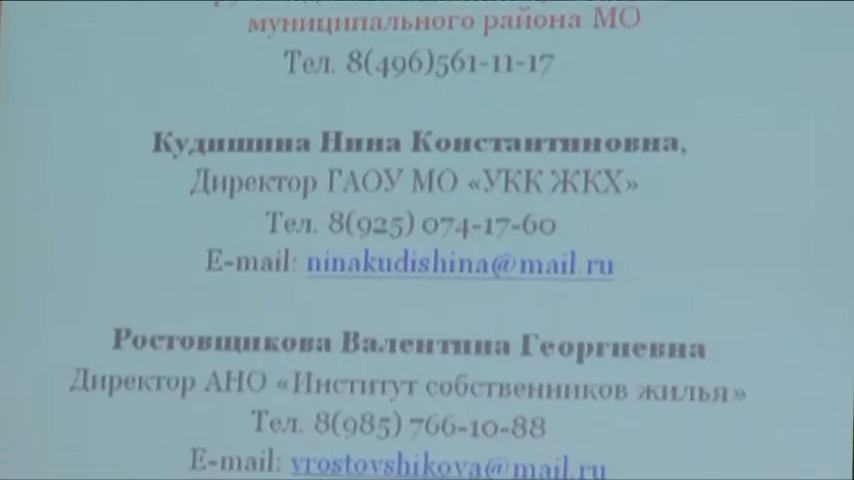 муниципального района МО
Тел. 8(496)561-11-17
Кудишина Нина Константиновна,
Директор ГАОУ МО «УКК ЖКХ»
Тел. 8(925) 074-17-60
E-mail: ninakudishina@mail.ru
Ростовщикова Валентина Георгиевна
Директор АНО «Институт собственников жилья»
Тел. 8(985) 766-10-88
E-mail: vrostovshikova@mail.ru